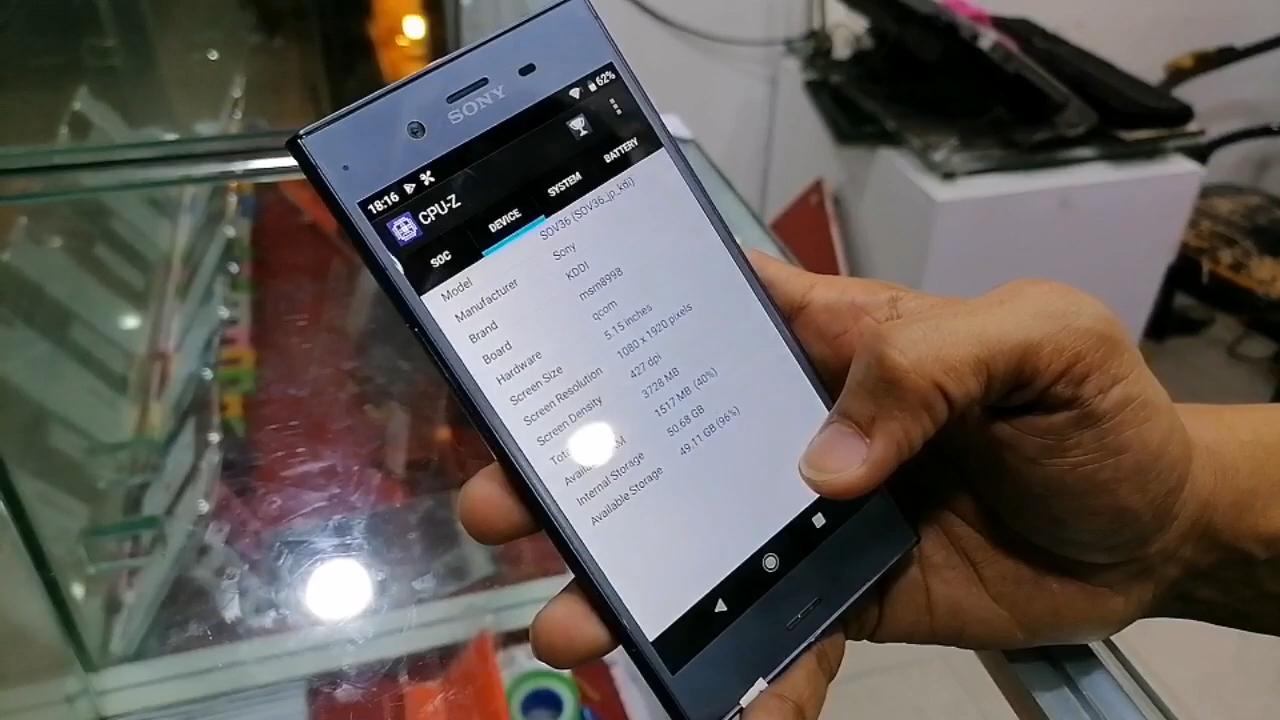 SONY
18:16 62%
CPU-Z
SOC DEVICE SYSTEM BATTERY
Model SOV36 (SOV36_jp_kdi)
Manufacturer Sony
Brand KDDI
Board msm8998
Hardware qcom
Screen Size 5.15 inches
Screen Resolution 1080 x 1920 pixels
Screen Density 427 dpi
3728 MB
1517 MB (40%)
Internal Storage 50.68 GB
Available Storage 49.11 GB (96%)